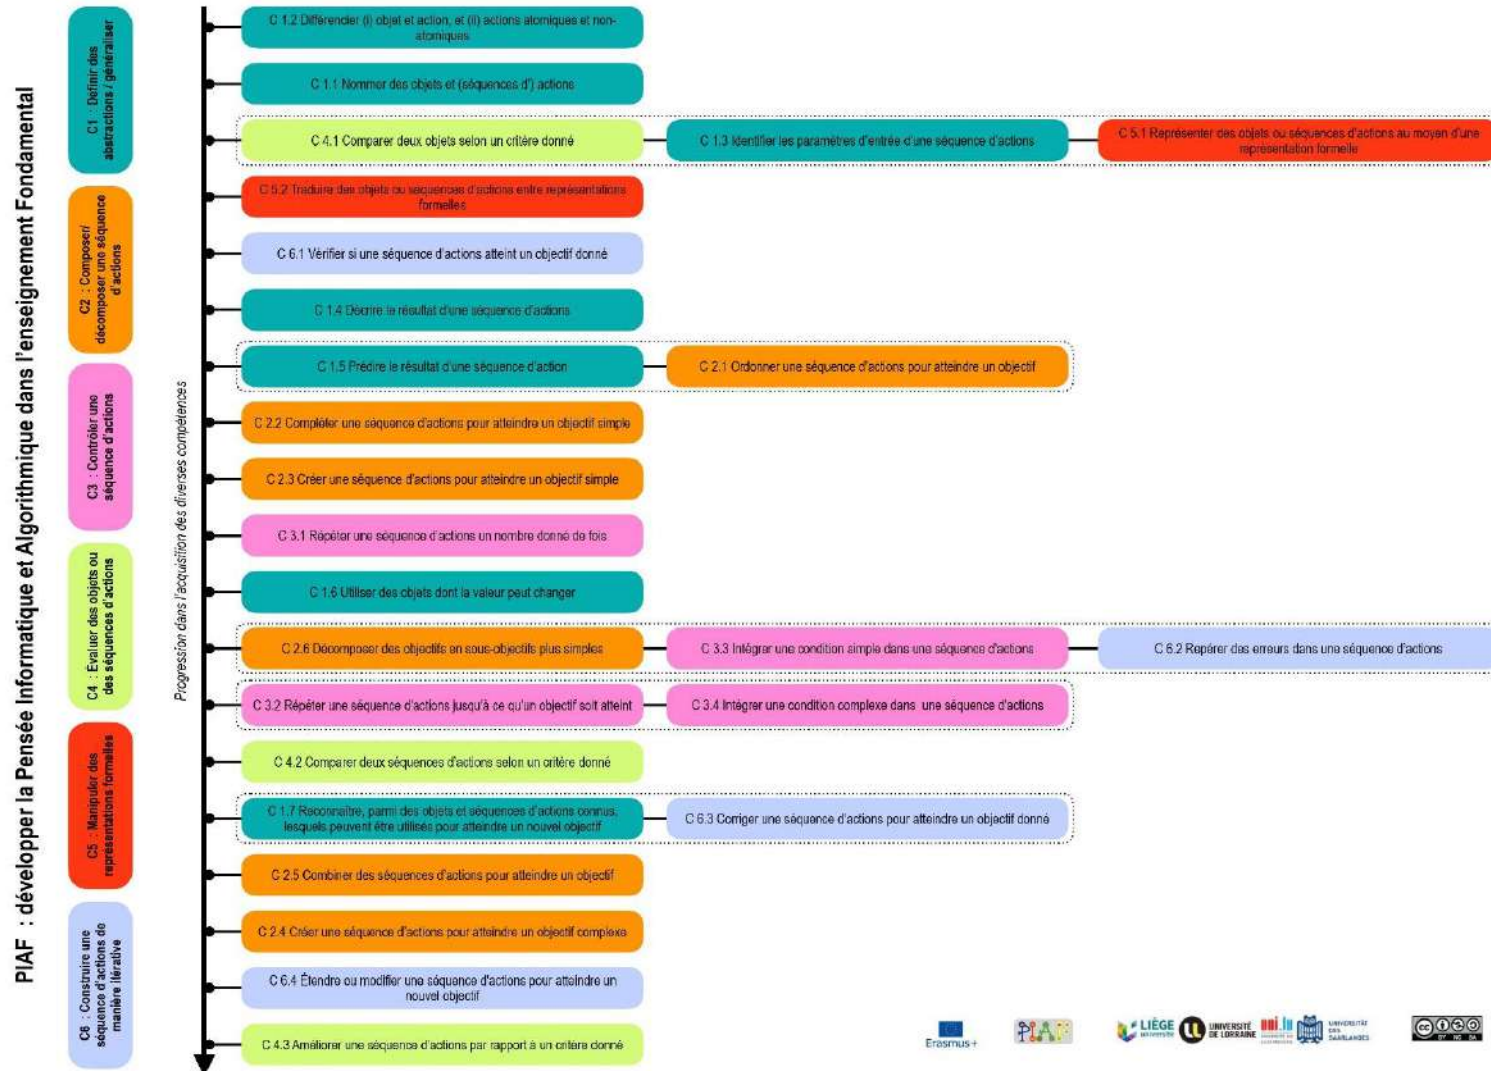 PIAF : développer la Pensée Informatique et Algorithmique dans l'enseignement Fondamental
C1 : Définir des
abstractions / généraliser
C2 : Composer/
décomposer une séquence
d'actions
C3 : Contrôler une
séquence d'actions
C4 : Évaluer des objets ou
des séquences d'actions
C5 : Manipuler des
représentations formelles
C6 : Construire une
séquence d'actions de
manière itérative
Progression dans l'acquisition des diverses compétences
C 1.2 Différencier (i) objet et action, et (ii) actions atomiques et non-
atomiques
C 1.1 Nommer des objets et (séquences d') actions
C 4.1 Comparer deux objets selon un critère donné
C 1.3 Identifier les paramètres d'entrée d'une séquence d'actions
C 5.1 Représenter des objets ou séquences d'actions au moyen d'une
représentation formelle
C 5.2 Traduire des objets ou séquences d'actions entre représentations
formelles
C 6.1 Vérifier si une séquence d'actions atteint un objectif donné
C 1.4 Décrire le résultat d'une séquence d'actions
C 1.5 Prédire le résultat d'une séquence d'action
C 2.1 Ordonner une séquence d'actions pour atteindre un objectif
C 2.2 Compléter une séquence d'actions pour atteindre un objectif simple
C 2.3 Créer une séquence d'actions pour atteindre un objectif simple
C 3.1 Répéter une séquence d'actions un nombre donné de fois
C 1.6 Utiliser des objets dont la valeur peut changer
C 2.6 Décomposer des objectifs en sous-objectifs plus simples
C 3.3 Intégrer une condition simple dans une séquence d'actions
C 6.2 Repérer des erreurs dans une séquence d'actions
C 3.2 Répéter une séquence d'actions jusqu'à ce qu'un objectif soit atteint
C 3.4 Intégrer une condition complexe dans une séquence d'actions
C 4.2 Comparer deux séquences d'actions selon un critère donné
C 1.7 Reconnaître, parmi des objets et séquences d'actions connus,
lesquels peuvent être utilisés pour atteindre un nouvel objectif
C 6.3 Corriger une séquence d'actions pour atteindre un objectif donné
C 2.5 Combiner des séquences d'actions pour atteindre un objectif
C 2.4 Créer une séquence d'actions pour atteindre un objectif complexe
C 6.4 Étendre ou modifier une séquence d'actions pour atteindre un
nouvel objectif
C 4.3 Améliorer une séquence d'actions par rapport à un critère donné
Erasmus+
PIAF
LIÈGE
université
UNIVERSITÉ
DE LORRAINE
uni.lu
UNIVERSITÉ DU
LUXEMBOURG
UNIVERSITÄT
DES
SAARLANDES
cc
BY NC SA